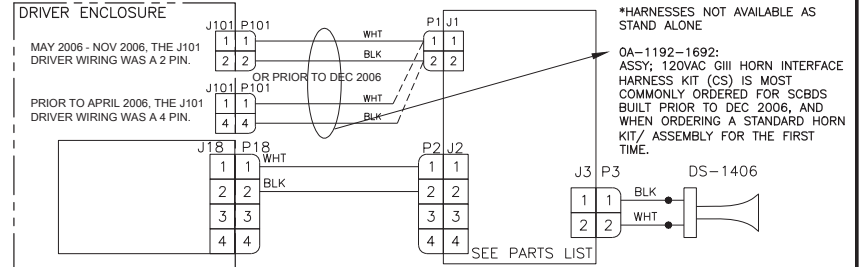 DRIVER ENCLOSURE
MAY 2006 - NOV 2006, THE J101
DRIVER WIRING WAS A 2 PIN.
J101 P101
1 1
2 2
WHT
BLK
P1 J1
1 1
2 2
OR PRIOR TO DEC 2006
PRIOR TO APRIL 2006, THE J101
DRIVER WIRING WAS A 4 PIN.
J101 P101
1 1
4 4
WHT
BLK
J18 P18
1 1
2 2
3 3
4 4
WHT
BLK
P2 J2
1 1
2 2
3 3
4 4
SEE PARTS LIST
*HARNESSES NOT AVAILABLE AS
STAND ALONE
0A-1192-1692:
ASSY; 120VAC GIII HORN INTERFACE
HARNESS KIT (CS) IS MOST
COMMONLY ORDERED FOR SCBDS
BUILT PRIOR TO DEC 2006, AND
WHEN ORDERING A STANDARD HORN
KIT/ ASSEMBLY FOR THE FIRST
TIME.
J3 P3
1 1
2 2
BLK
WHT
DS-1406